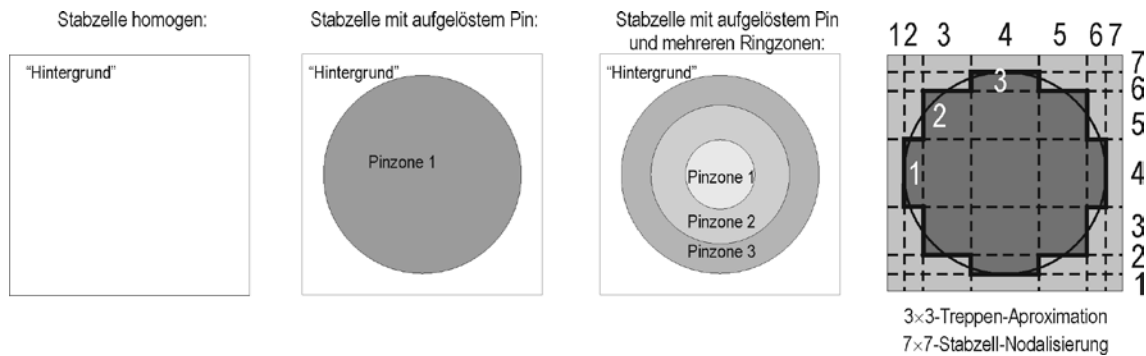 Stabzelle homogen:
"Hintergrund"
Stabzelle mit aufgelöstem Pin:
"Hintergrund"
Pinzone 1
Stabzelle mit aufgelöstem Pin
und mehreren Ringzonen:
"Hintergrund"
Pinzone 1
Pinzone 2
Pinzone 3
1 2 3 4 5 6 7
7
6
5
4
3
2
1
3
2
1
3×3-Treppen-Aproximation
7×7-Stabzell-Nodalisierung